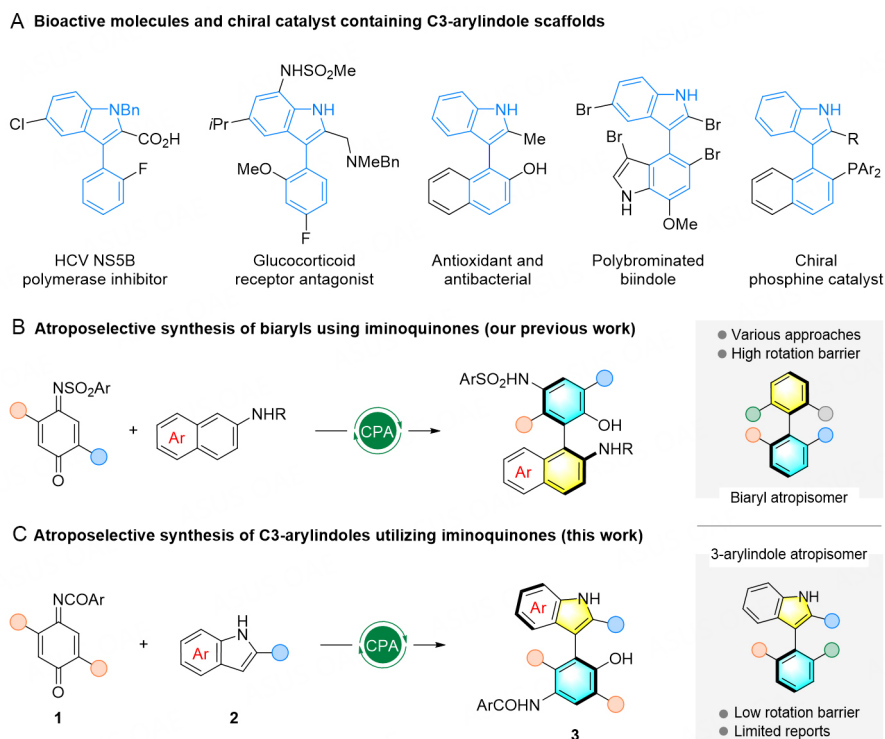 A Bioactive molecules and chiral catalyst containing C3-arylindole scaffolds
Cl
N
Bn
CO2H
F
HCV NS5B
polymerase inhibitor
NHSO2Me
iPr
NH
NMeBn
MeO
F
Glucocorticoid
receptor antagonist
NH
Me
OH
Antioxidant and
antibacterial
Br
NH
Br
Br
Br
N
H
OMe
Polybrominated
biindole
NH
R
PAr2
Chiral
phosphine catalyst
B Atroposelective synthesis of biaryls using iminoquinones (our previous work)
NSO2Ar
O
+
Ar
NHR
CPA
ArSO2HN
OH
NHR
Ar
Various approaches
High rotation barrier
Biaryl atropisomer
C Atroposelective synthesis of C3-arylindoles utilizing iminoquinones (this work)
NCOAr
O
1
+
H
N
Ar
2
CPA
Ar
NH
OH
ArCOHN
3
3-arylindole atropisomer
NH
Low rotation barrier
Limited reports